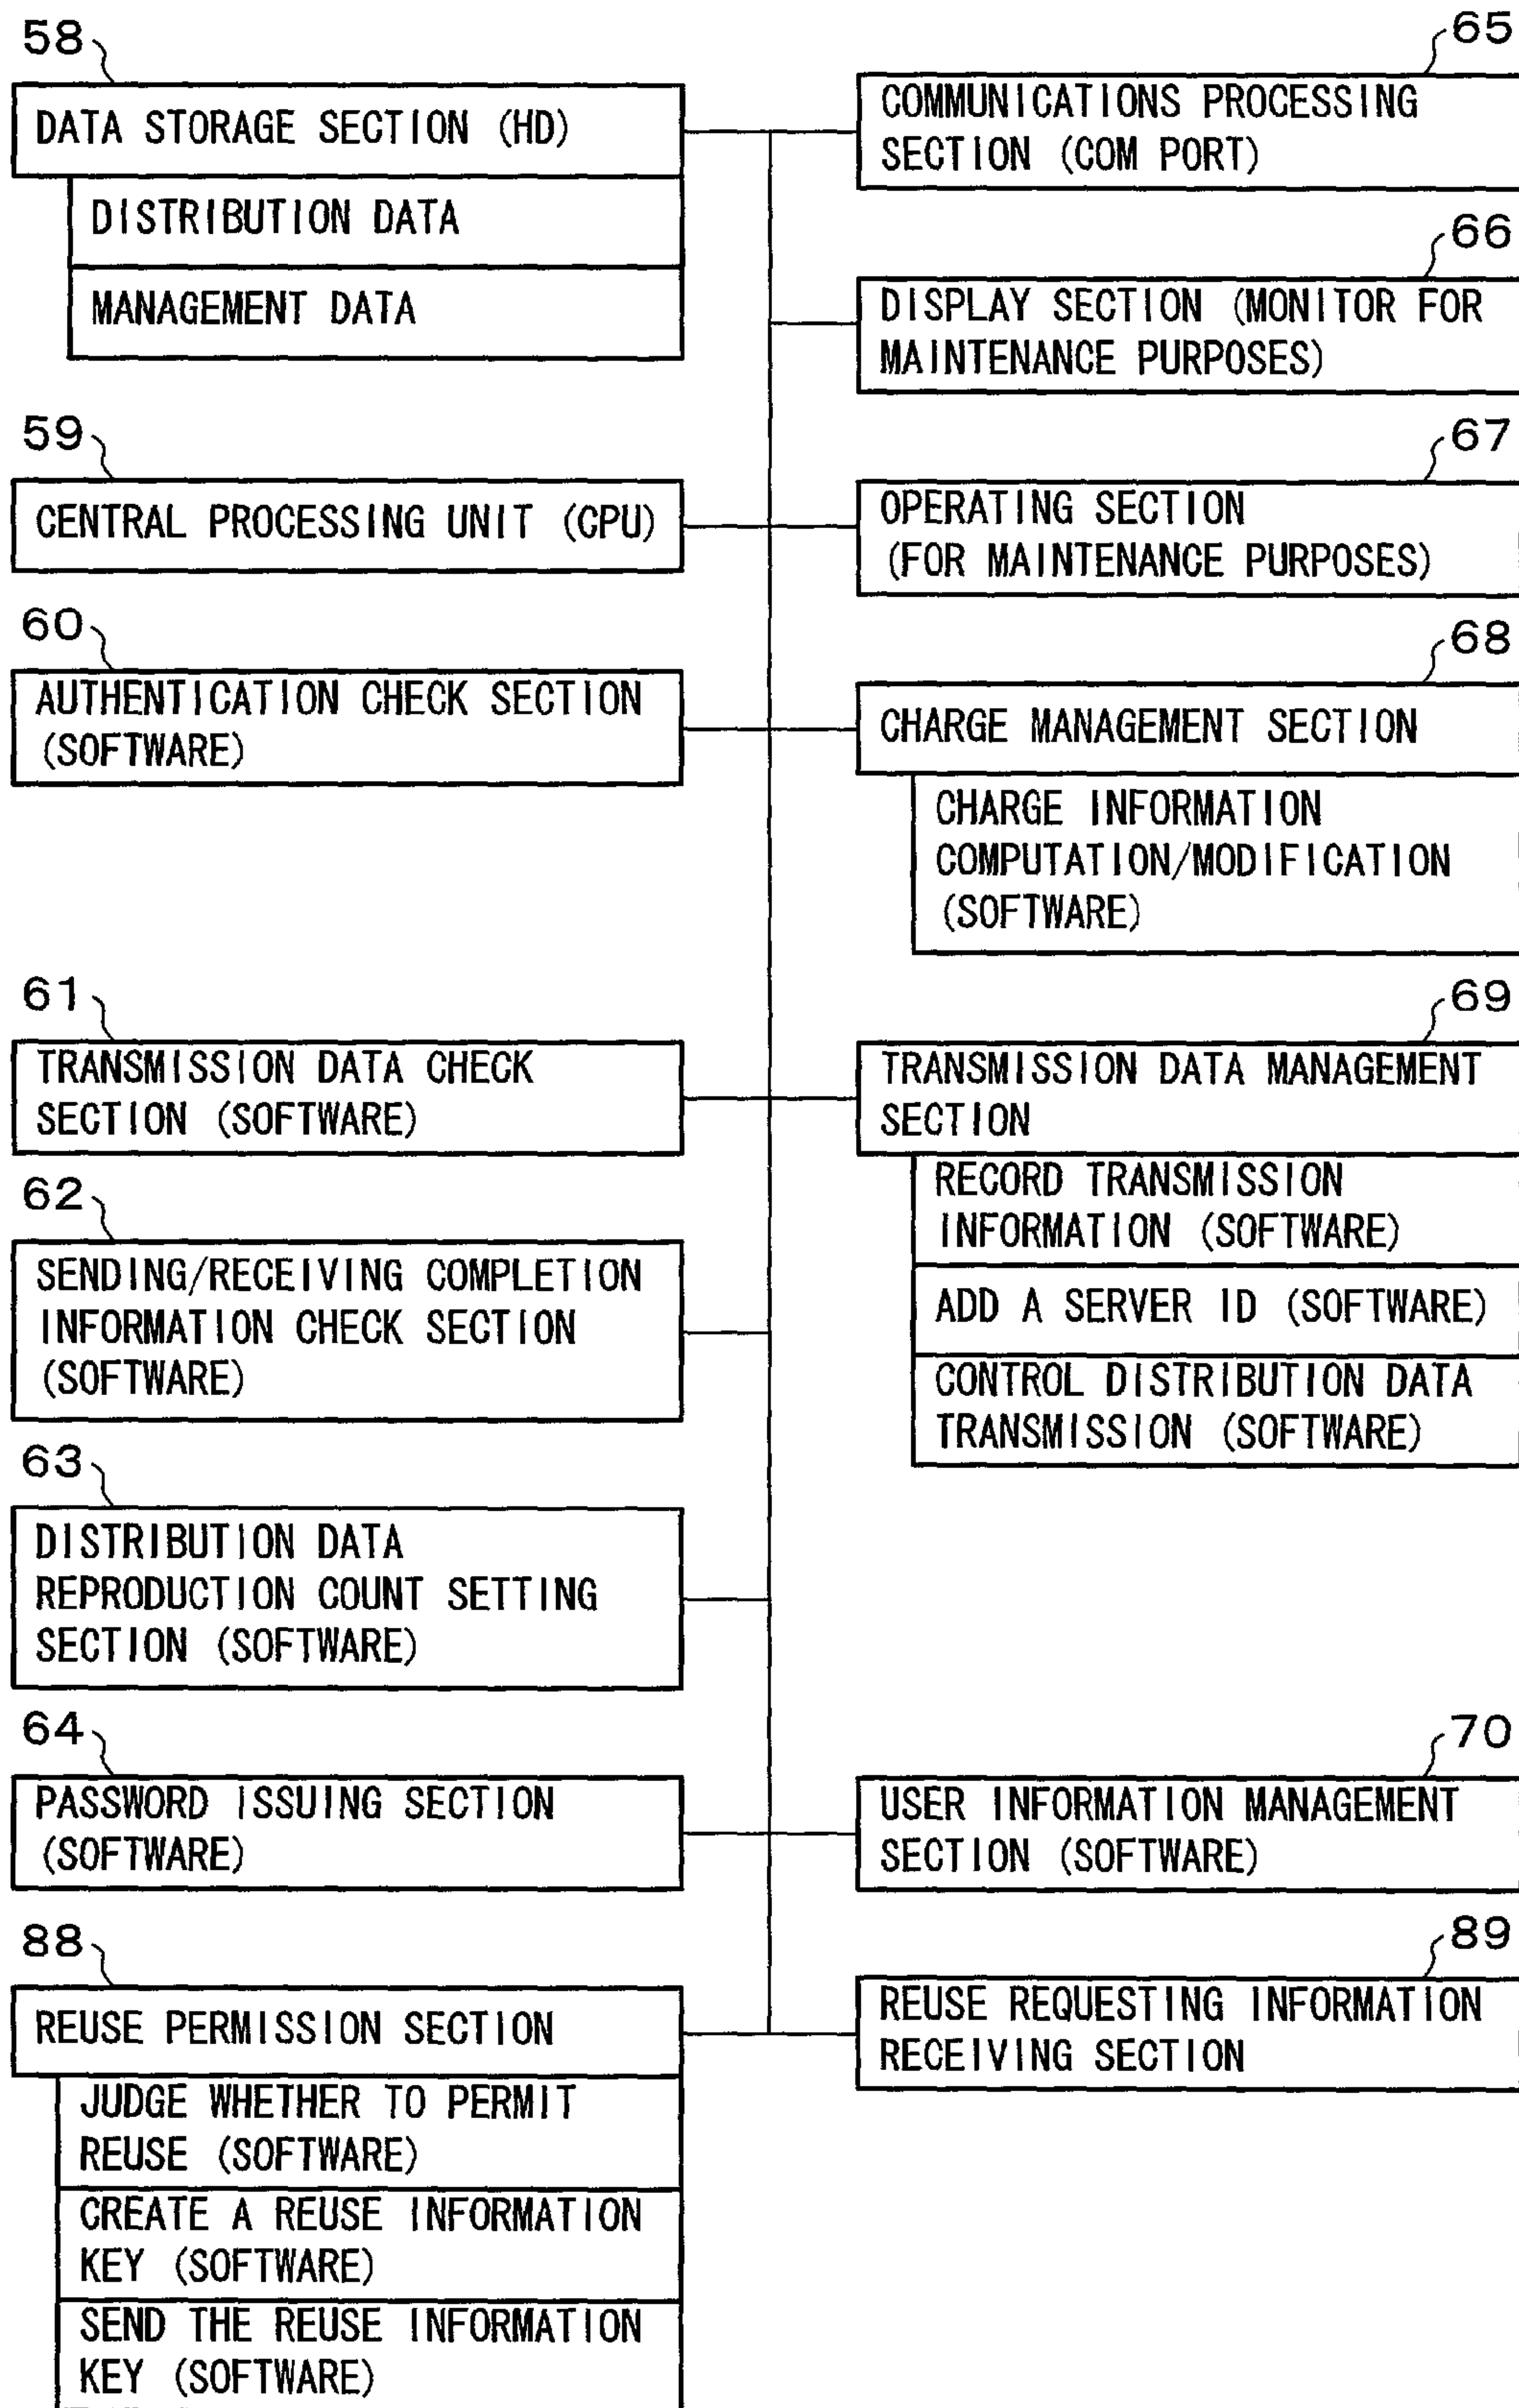 58
DATA STORAGE SECTION (HD)
DISTRIBUTION DATA
MANAGEMENT DATA
59
CENTRAL PROCESSING UNIT (CPU)
60
AUTHENTICATION CHECK SECTION
(SOFTWARE)
61
TRANSMISSION DATA CHECK
SECTION (SOFTWARE)
62
SENDING/RECEIVING COMPLETION
INFORMATION CHECK SECTION
(SOFTWARE)
63
DISTRIBUTION DATA
REPRODUCTION COUNT SETTING
SECTION (SOFTWARE)
64
PASSWORD ISSUING SECTION
(SOFTWARE)
88
REUSE PERMISSION SECTION
JUDGE WHETHER TO PERMIT
REUSE (SOFTWARE)
CREATE A REUSE INFORMATION
KEY (SOFTWARE)
SEND THE REUSE INFORMATION
KEY (SOFTWARE)
65
COMMUNICATIONS PROCESSING
SECTION (COM PORT)
66
DISPLAY SECTION (MONITOR FOR
MAINTENANCE PURPOSES)
67
OPERATING SECTION
(FOR MAINTENANCE PURPOSES)
68
CHARGE MANAGEMENT SECTION
CHARGE INFORMATION
COMPUTATION/MODIFICATION
(SOFTWARE)
69
TRANSMISSION DATA MANAGEMENT
SECTION
RECORD TRANSMISSION
INFORMATION (SOFTWARE)
ADD A SERVER ID (SOFTWARE)
CONTROL DISTRIBUTION DATA
TRANSMISSION (SOFTWARE)
70
USER INFORMATION MANAGEMENT
SECTION (SOFTWARE)
89
REUSE REQUESTING INFORMATION
RECEIVING SECTION